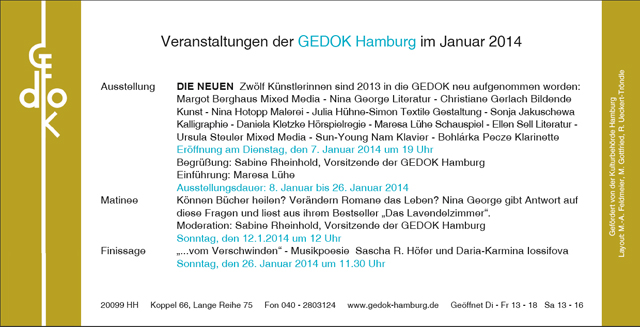 GEDOK
Veranstaltungen der GEDOK Hamburg im Januar 2014
Ausstellung DIE NEUEN Zwölf Künstlerinnen sind 2013 in die GEDOK neu aufgenommen worden:
Margot Berghaus Mixed Media - Nina George Literatur - Christiane Gerlach Bildende
Kunst - Nina Hotopp Malerei - Julia Hühne-Simon Textile Gestaltung - Sonja Jakuschewa
Kalligraphie - Daniela Kletzke Hörspielregie - Maresa Lühe Schauspiel - Ellen Sell Literatur -
Ursula Steuler Mixed Media - Sun-Young Nam Klavier - Bohlárka Pecze Klarinette
Eröffnung am Dienstag, den 7. Januar 2014 um 19 Uhr
Begrüßung: Sabine Rheinhold, Vorsitzende der GEDOK Hamburg
Einführung: Maresa Lühe
Ausstellungsdauer: 8. Januar bis 26. Januar 2014
Matinee Können Bücher heilen? Verändern Romane das Leben? Nina George gibt Antwort auf
diese Fragen und liest aus ihrem Bestseller „Das Lavendelzimmer“.
Moderation: Sabine Rheinhold, Vorsitzende der GEDOK Hamburg
Sonntag, den 12.1.2014 um 12 Uhr
Finissage „...vom Verschwinden“ - Musikpoesie Sascha R. Höfer und Daria-Karmina Iossifova
Sonntag, den 26. Januar 2014 um 11.30 Uhr
20099 HH Koppel 66, Lange Reihe 75 Fon 040 - 2803124 www.gedok-hamburg.de Geöffnet Di - Fr 13 - 18 Sa 13 - 16
Gefördert von der Kulturbehörde Hamburg
Layout: M.-A. Feldmeier, M. Gottfried, R. Ueckert-Tröndle